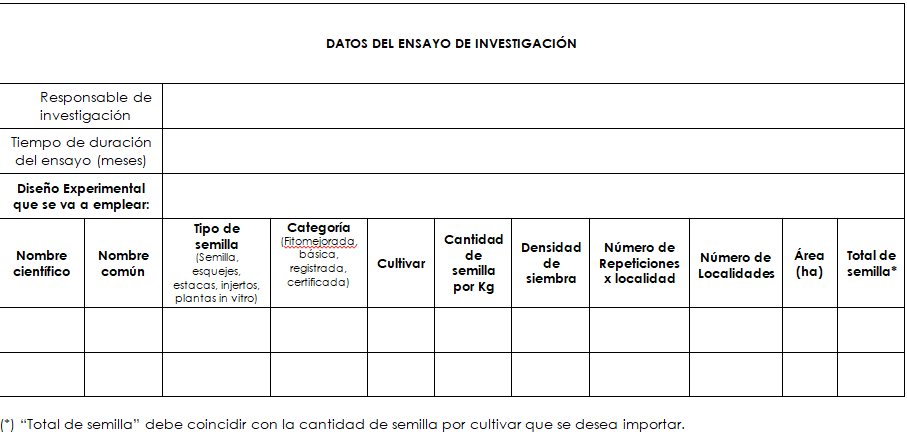 DATOS DEL ENSAYO DE INVESTIGACIÓN
Responsable de
investigación
Tiempo de duración
del ensayo (meses)
Diseño Experimental
que se va a emplear:
Nombre
científico
Nombre
común
Tipo de
semilla
(Semilla,
esquejes,
estacas, injertos,
plantas in vitro)
Categoría
(Fitomejorada,
básica,
registrada,
certificada)
Cultivar
Cantidad
de
semilla
por Kg
Densidad
de
siembra
Número de
Repeticiones
x localidad
Número de
Localidades
Área
(ha)
Total de
semilla*
(*) “Total de semilla” debe coincidir con la cantidad de semilla por cultivar que se desea importar.